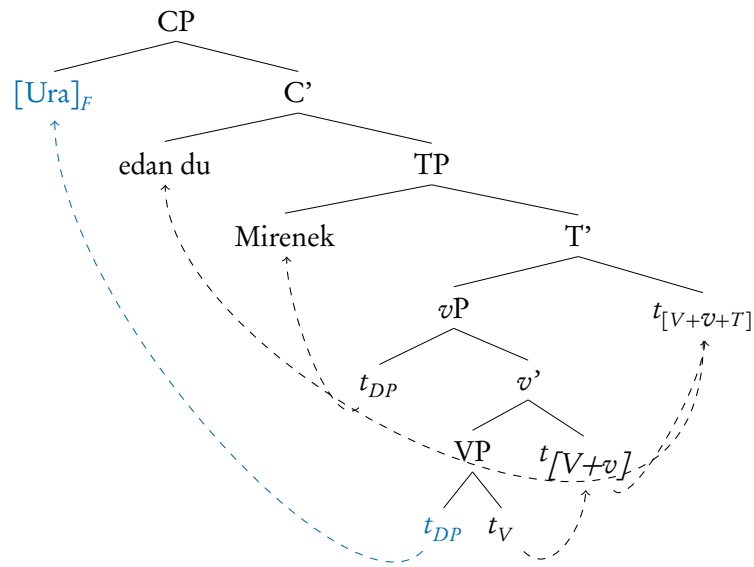 CP
[Ura]F C’
edan du TP
Mirenek T’
vP t[V+v+T]
tDP v’
VP t[V+v]
tDP tV